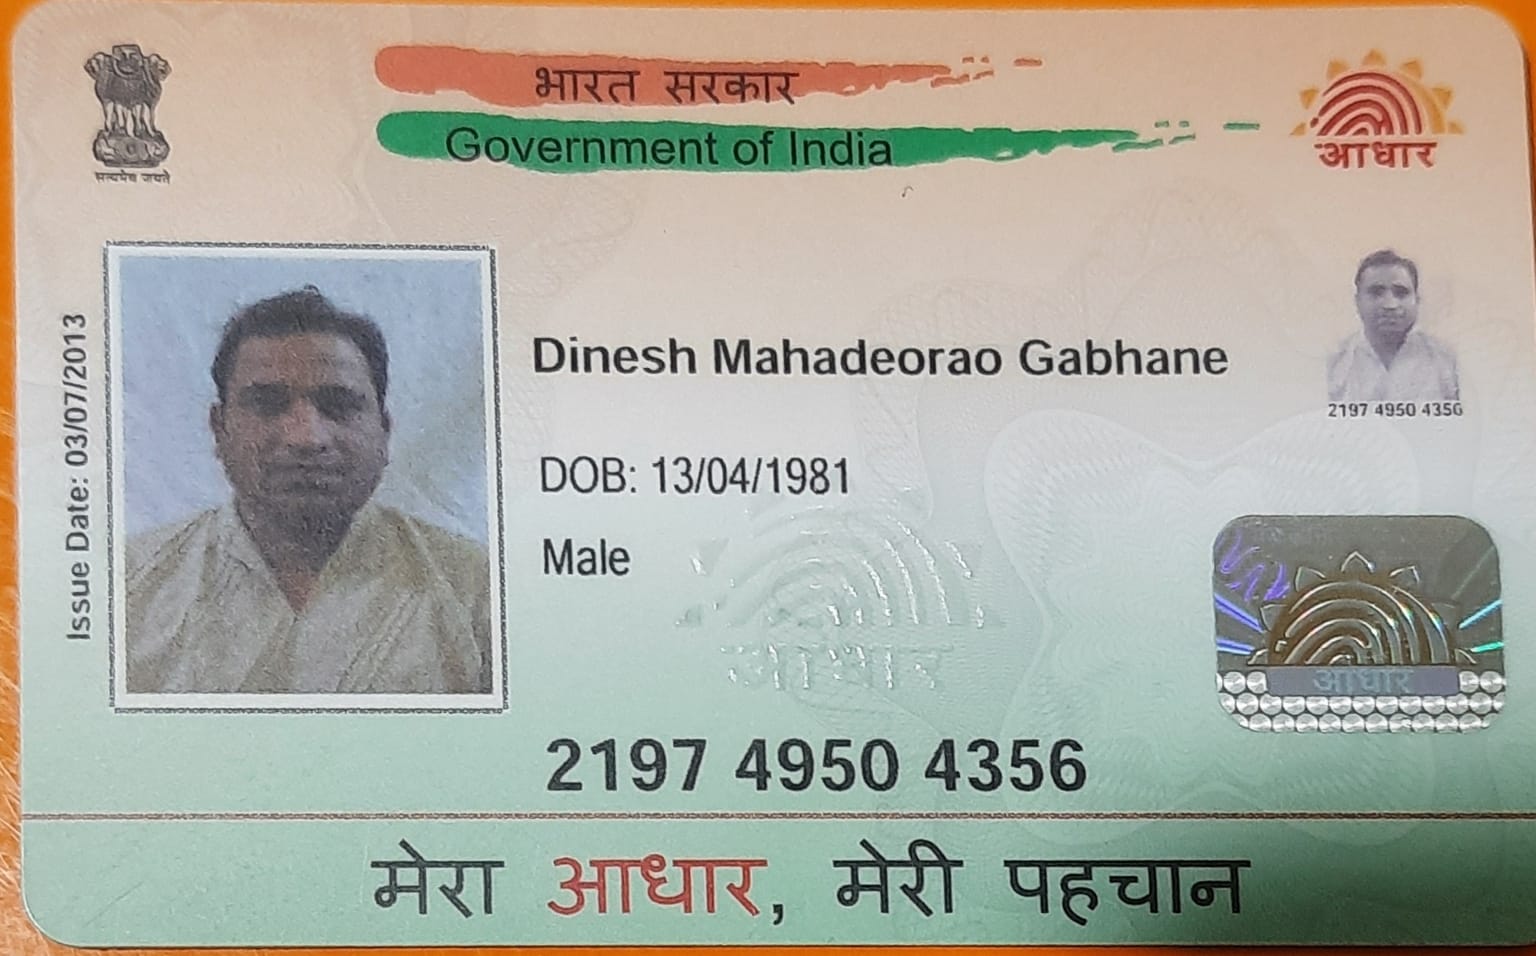 सत्यमेव जयते
भारत सरकार
Government of India
आधार
Issue Date: 03/07/2013
Dinesh Mahadeorao Gabhane
2197 4950 4356
DOB: 13/04/1981
Male
आधार
आधार
2197 4950 4356
मेरा आधार, मेरी पहचान